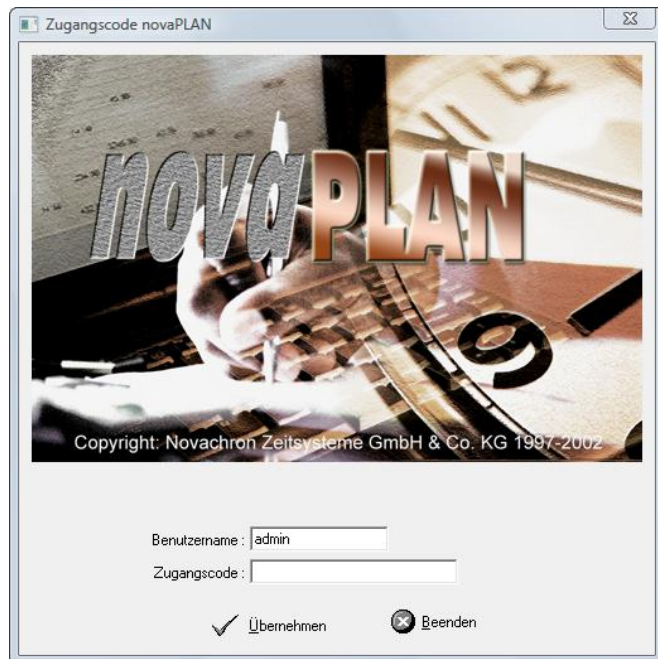 Zugangscode novaPLAN
novaPLAN
Copyright: Novachron Zeitsysteme GmbH & Co. KG 1997-2002
Benutzername : admin
Zugangscode :
Übernehmen
Beenden